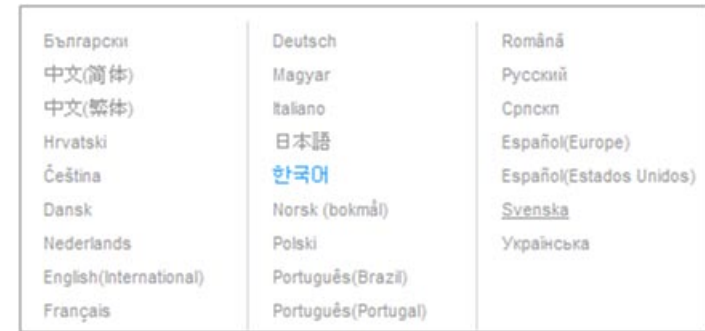 Български
中文(简体)
中文(繁体)
Hrvatski
Čeština
Dansk
Nederlands
English(International)
Français
Deutsch
Magyar
Italiano
日本語
한국어
Norsk (bokmål)
Polski
Português(Brazil)
Português(Portugal)
Română
Русский
Српскп
Español(Europe)
Español(Estados Unidos)
Svenska
Українська